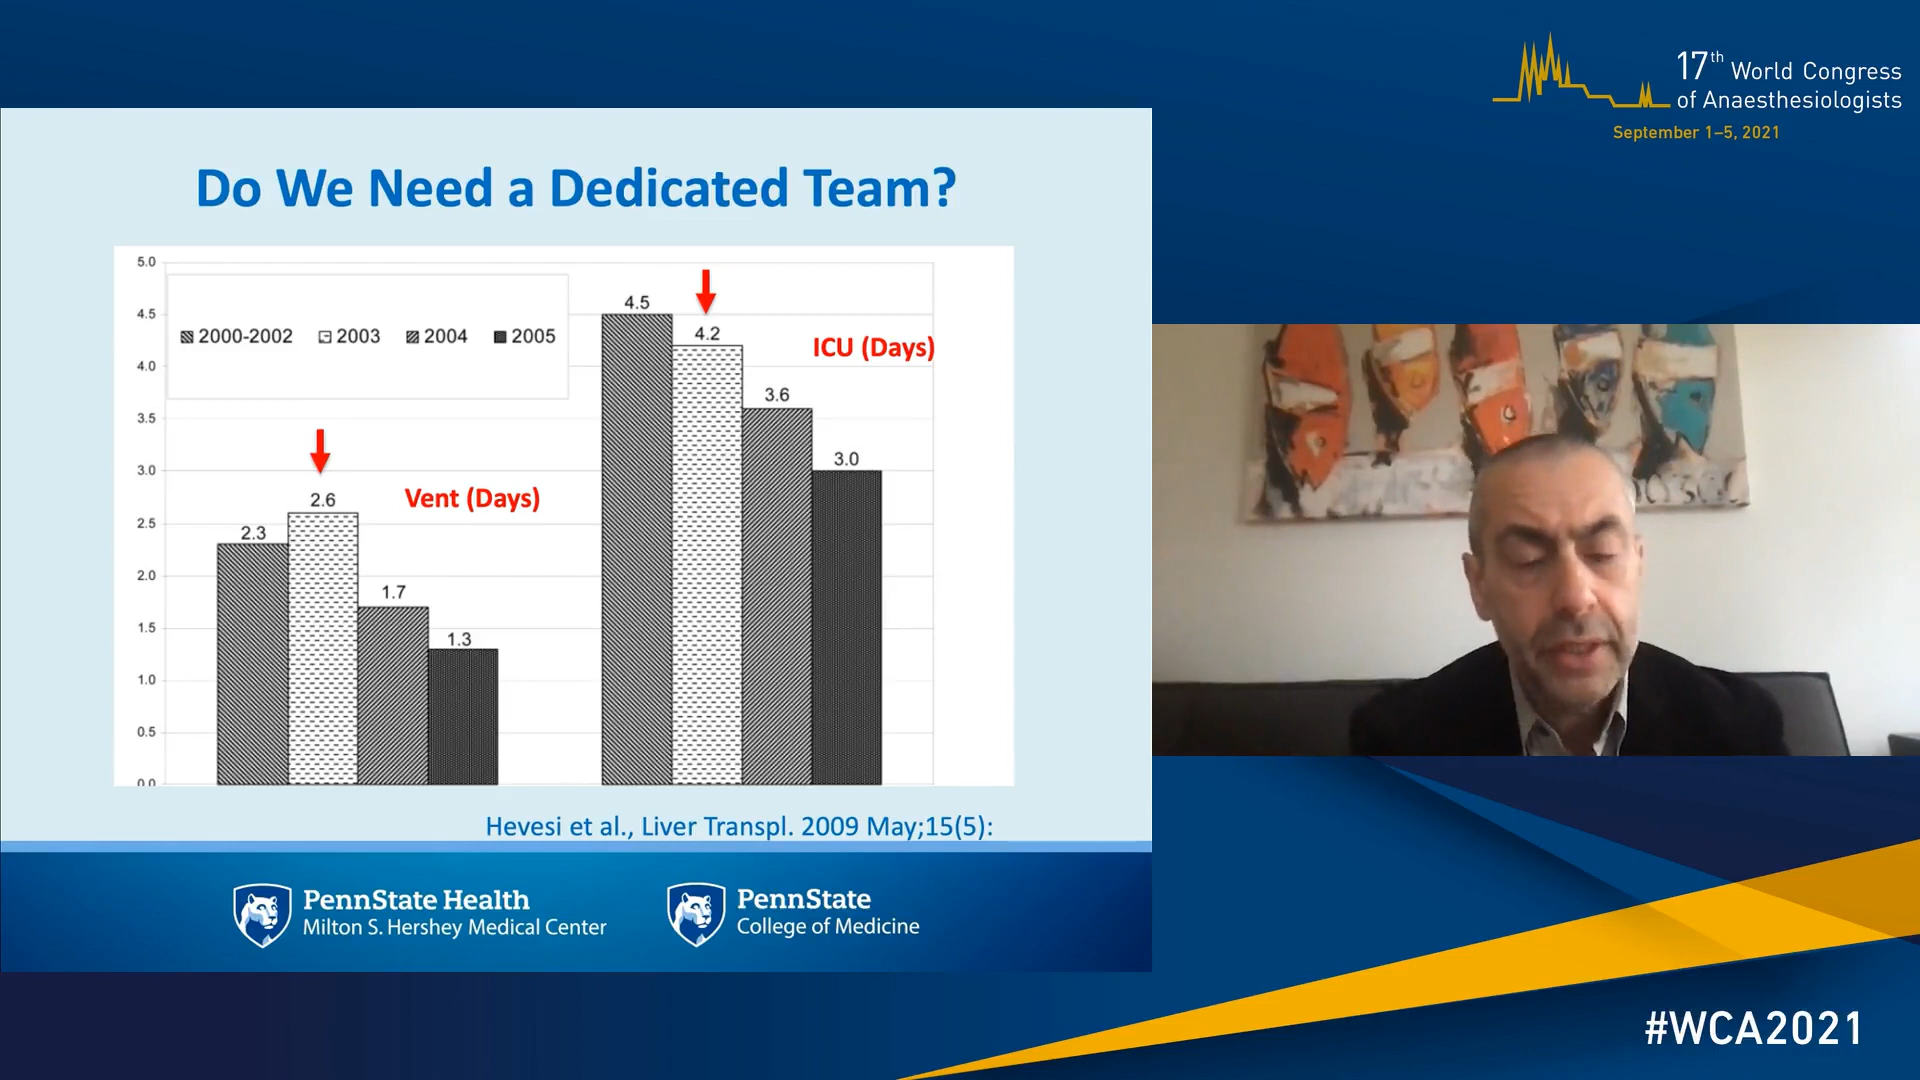 17th World Congress
of Anaesthesiologists
September 1–5, 2021
Do We Need a Dedicated Team?
5.0
4.5
4.0
3.5
3.0
2.5
2.0
1.5
1.0
0.5
0.0
2000-2002 2003 2004 2005
2.3
2.6
1.7
1.3
Vent (Days)
4.5
4.2
3.6
3.0
ICU (Days)
Hevesi et al., Liver Transpl. 2009 May;15(5):
PennState Health
Milton S. Hershey Medical Center
PennState
College of Medicine
#WCA2021